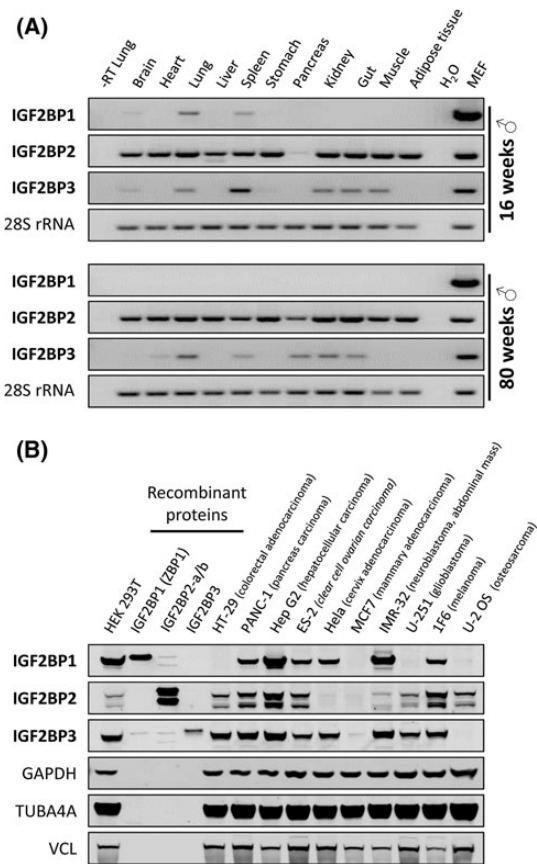 (A)
-RT Lung
Brain
Heart
Lung
Liver
Spleen
Stomach
Pancreas
Kidney
Gut
Muscle
Adipose tissue
H2O
MEF
IGF2BP1
IGF2BP2
IGF2BP3
28S rRNA
16 weeks ♂
IGF2BP1
IGF2BP2
IGF2BP3
28S rRNA
80 weeks ♂
(B)
Recombinant
proteins
HEK 293T
IGF2BP1 (ZBP1)
IGF2BP2-a/b
IGF2BP3
HT-29 (colorectal adenocarcinoma)
PANC-1 (pancreas carcinoma)
Hep G2 (hepatocellular carcinoma)
ES-2 (clear cell ovarian carcinoma)
Hela (cervix adenocarcinoma)
MCF7 (mammary adenocarcinoma)
IMR-32 (neuroblastoma, abdominal mass)
U-251 (glioblastoma)
1F6 (melanoma)
U-2 OS (osteosarcoma)
IGF2BP1
IGF2BP2
IGF2BP3
GAPDH
TUBA4A
VCL